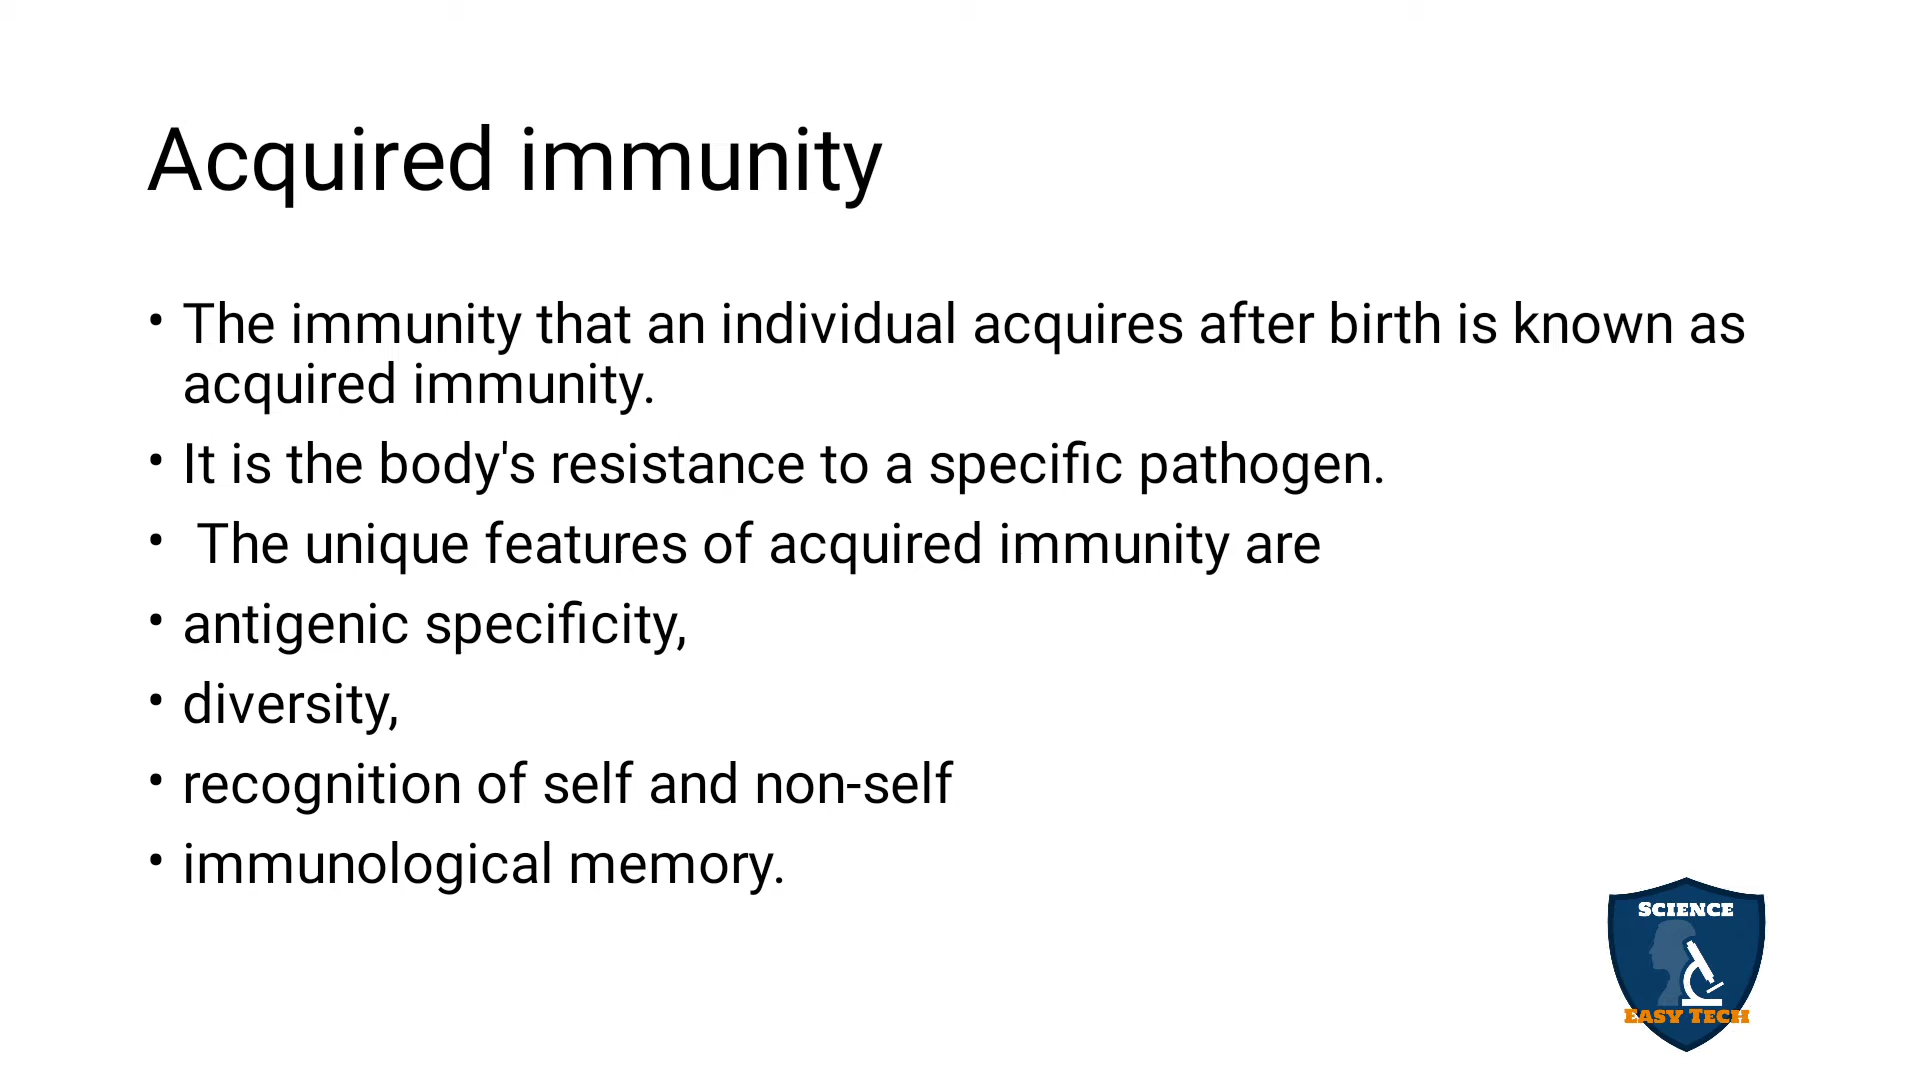 Acquired immunity
• The immunity that an individual acquires after birth is known as
acquired immunity.
• It is the body's resistance to a specific pathogen.
• The unique features of acquired immunity are
• antigenic specificity,
• diversity,
• recognition of self and non-self
• immunological memory.
SCIENCE
EASY TECH